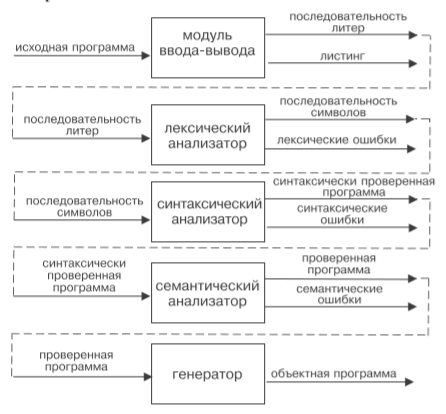 последовательность
литер
исходная программа
модуль
ввода-вывода
листинг
последовательность
литер
лексический
анализатор
последовательность
символов
лексические ошибки
последовательность
символов
синтаксический
анализатор
синтаксически проверенная
программа
синтаксические
ошибки
синтаксически
проверенная
программа
семантический
анализатор
проверенная
программа
семантические
ошибки
проверенная
программа
генератор
объектная программа